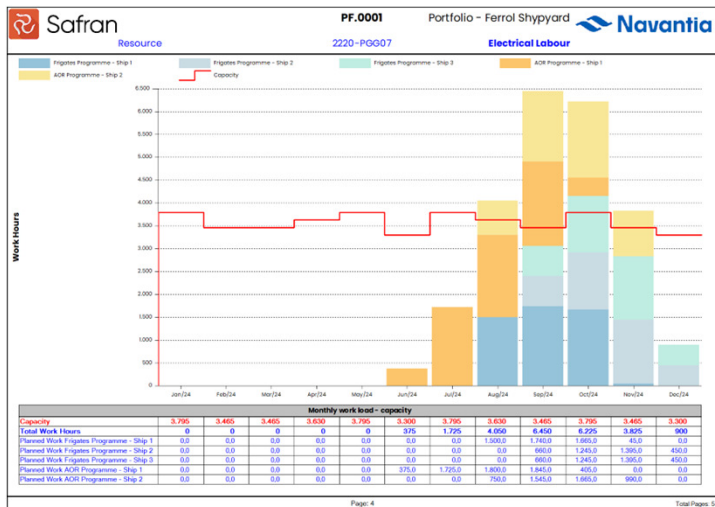 Safran
PF.0001
Portfolio - Ferrol Shypyard
Navantia
Resource
2220-PGG07
Electrical Labour
Frigates Programme - Ship 1
Frigates Programme - Ship 2
Frigates Programme - Ship 3
AOR Programme - Ship 1
AOR Programme - Ship 2
Capacity
Work Hours
6.500
6.000
5.500
5.000
4.500
4.000
3.500
3.000
2.500
2.000
1.500
1.000
500
0
Jan/24 Feb/24 Mar/24 Apr/24 May/24 Jun/24 Jul/24 Aug/24 Sep/24 Oct/24 Nov/24 Dec/24
Monthly work load - capacity
Capacity 3.795 3.465 3.465 3.630 3.795 3.300 3.795 3.630 3.465 3.795 3.465 3.300
Total Work Hours 0 0 0 0 0 375 1.725 4.050 6.450 6.225 3.825 900
Planned Work Frigates Programme - Ship 1 0,0 0,0 0,0 0,0 0,0 0,0 0,0 1.500,0 1.740,0 1.665,0 45,0 0,0
Planned Work Frigates Programme - Ship 2 0,0 0,0 0,0 0,0 0,0 0,0 0,0 0,0 660,0 1.245,0 1.395,0 450,0
Planned Work Frigates Programme - Ship 3 0,0 0,0 0,0 0,0 0,0 0,0 0,0 0,0 660,0 1.245,0 1.395,0 450,0
Planned Work AOR Programme - Ship 1 0,0 0,0 0,0 0,0 0,0 375,0 1.725,0 1.800,0 1.845,0 405,0 0,0 0,0
Planned Work AOR Programme - Ship 2 0,0 0,0 0,0 0,0 0,0 0,0 0,0 750,0 1.545,0 1.665,0 990,0 0,0
Page: 4
Total Pages: 5